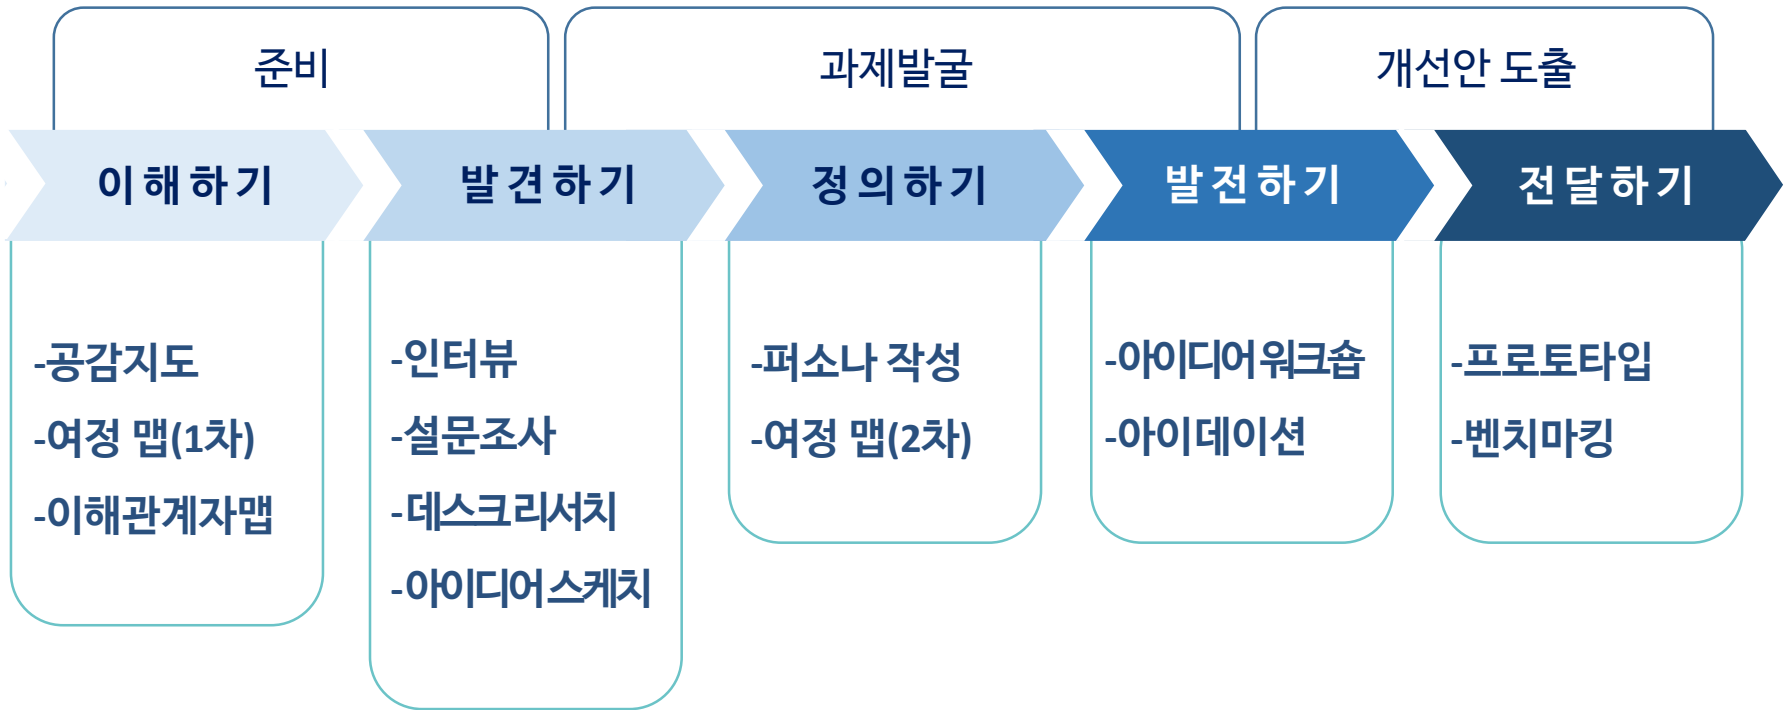 준비
과제발굴
개선안 도출
이해하기
발견하기
정의하기
발전하기
전달하기
-공감지도
-여정 맵(1차)
-이해관계자맵
-인터뷰
-설문조사
-데스크리서치
-아이디어 스케치
-퍼소나 작성
-여정 맵(2차)
-아이디어 워크숍
-아이데이션
-프로토타입
-벤치마킹